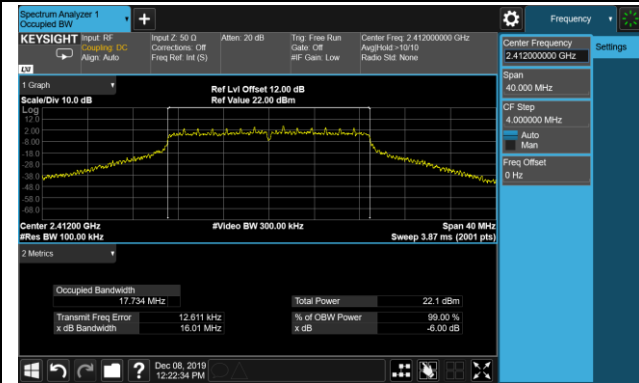 Spectrum Analyzer 1
Occupied BW
Frequency
KEYSIGHT
Input: RF
Coupling: DC
Align: Auto
Input Z: 50 Ω
Corrections: Off
Freq Ref: Int (S)
Atten: 20 dB
Trig: Free Run
Gate: Off
#IF Gain: Low
Center Freq: 2.412000000 GHz
Avg|Hold:>10/10
Radio Std: None
LXI
Center Frequency
2.412000000 GHz
Settings
Span
40.000 MHz
CF Step
4.000000 MHz
Auto
Man
Freq Offset
0 Hz
1 Graph
Scale/Div 10.0 dB
Ref Lvl Offset 12.00 dB
Ref Value 22.00 dBm
Log
12.0
2.00
-8.00
-18.0
-28.0
-38.0
-48.0
-58.0
-68.0
Center 2.41200 GHz
#Video BW 300.00 kHz
Span 40 MHz
#Res BW 100.00 kHz
Sweep 3.87 ms (2001 pts)
2 Metrics
Occupied Bandwidth
17.734 MHz
Total Power 22.1 dBm
Transmit Freq Error 12.611 kHz
% of OBW Power 99.00 %
x dB Bandwidth 16.01 MHz
x dB -6.00 dB
?
Dec 08, 2019
12:22:34 PM